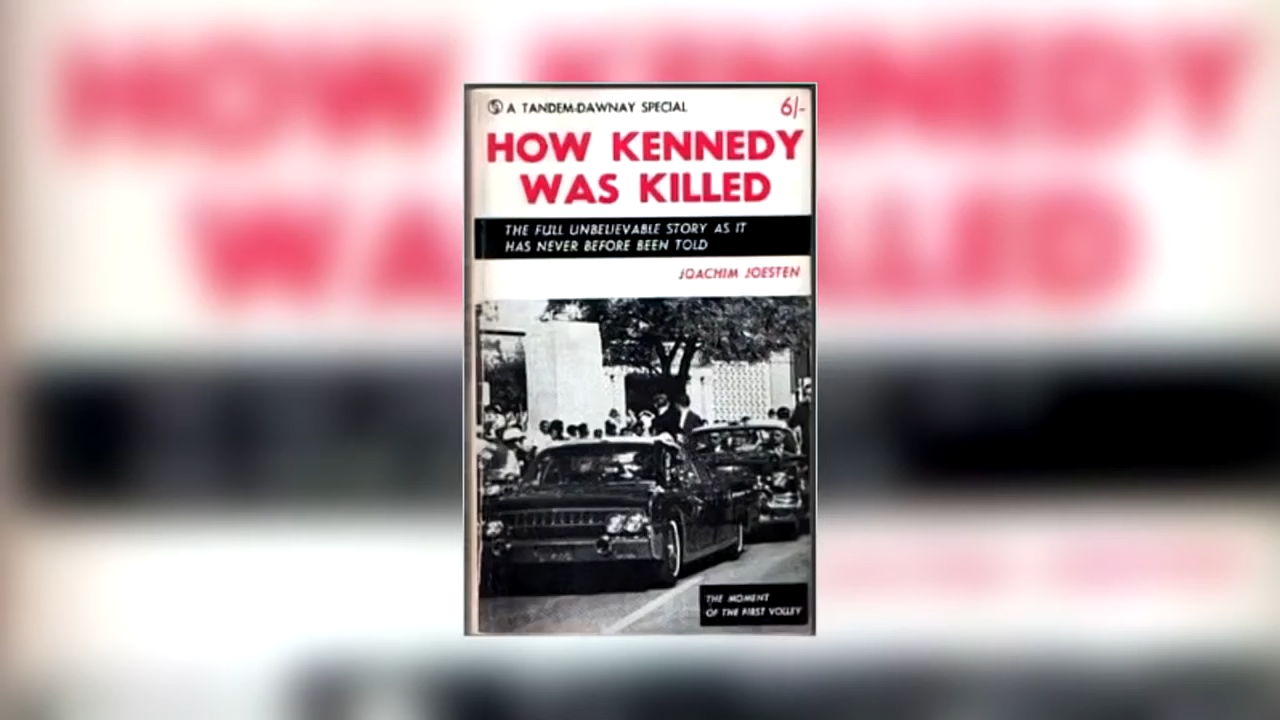 A TANDEM-DAWNAY SPECIAL 6/-
HOW KENNEDY
WAS KILLED
THE FULL UNBELIEVABLE STORY AS IT
HAS NEVER BEFORE BEEN TOLD
JOACHIM JOESTEN
THE MOMENT
OF THE FIRST VOLLEY